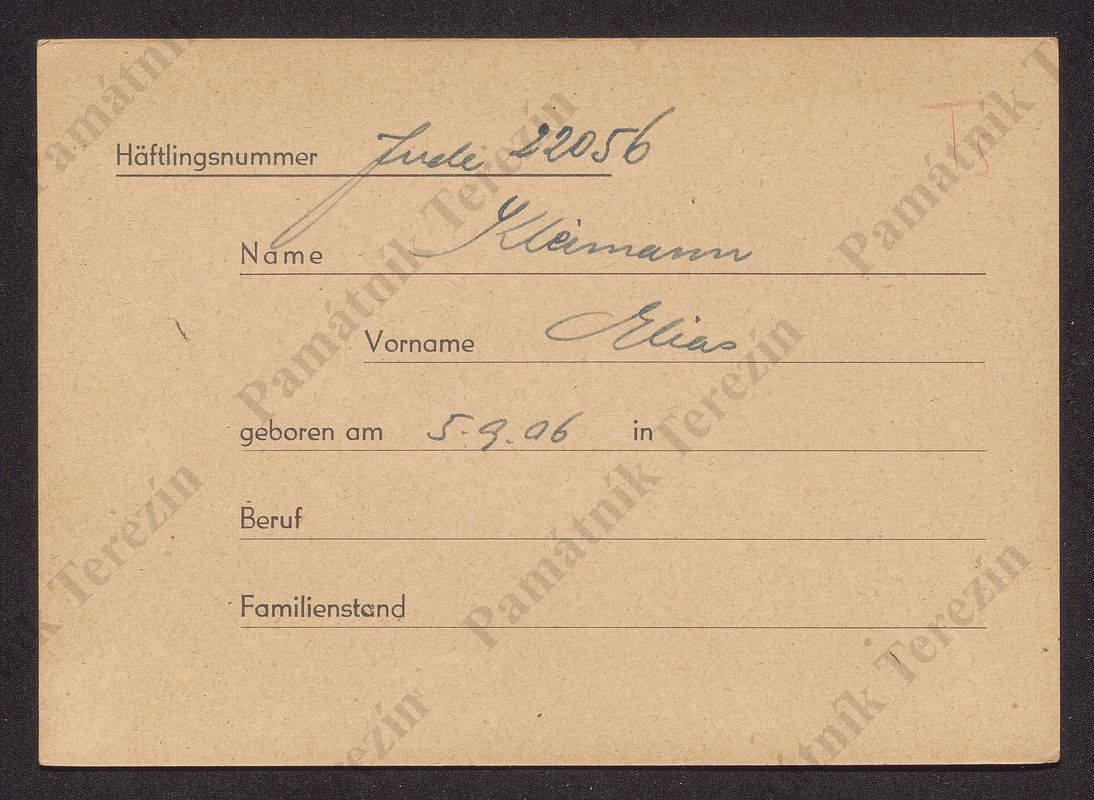 Häftlingsnummer Jude 22056
Name Kleimann
Vorname Elias
geboren am 5.9.06 in
Beruf
Familienstand
Památník Terezín